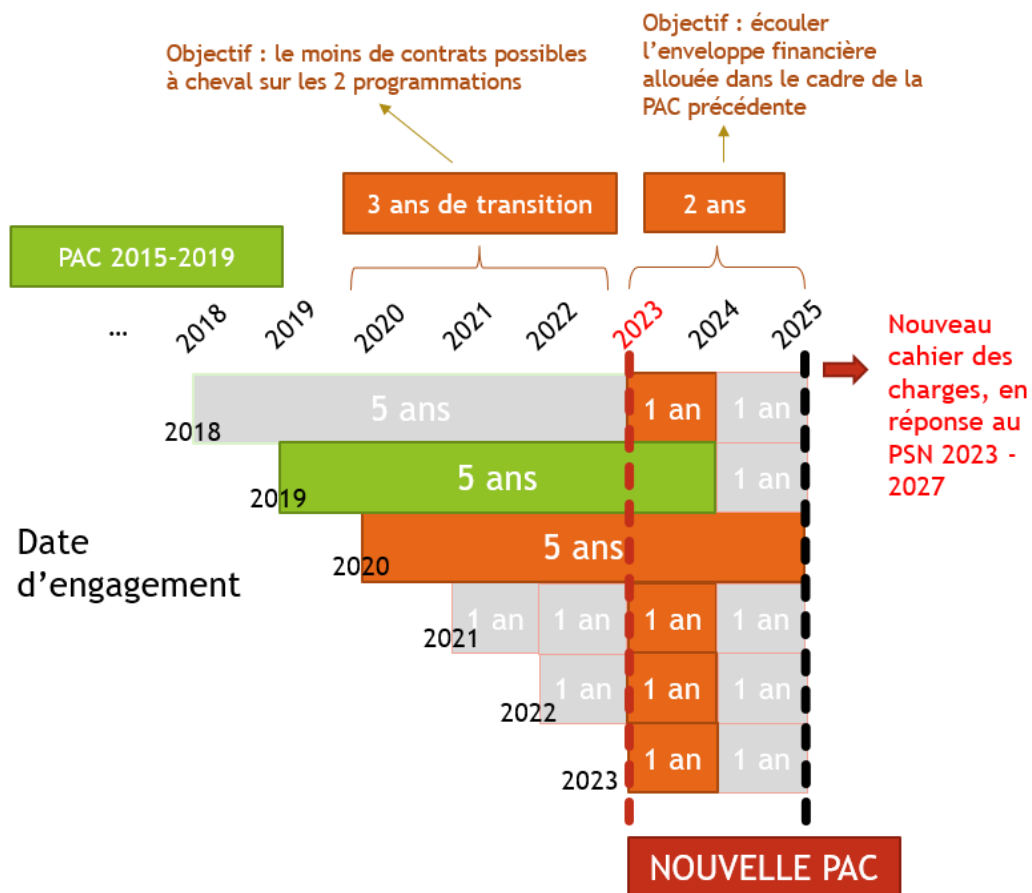 Objectif : le moins de contrats possibles
à cheval sur les 2 programmations
Objectif : écouler
l'enveloppe financière
allouée dans le cadre de la
PAC précédente
3 ans de transition
2 ans
PAC 2015-2019
...
2018
2019
2020
2021
2022
2023
2024
2025
Nouveau
cahier des
charges, en
réponse au
PSN 2023 -
2027
5 ans
1 an
1 an
2018
5 ans
1 an
2019
5 ans
2020
Date
d'engagement
1 an
1 an
1 an
1 an
2021
1 an
1 an
1 an
2022
1 an
1 an
2023
NOUVELLE PAC